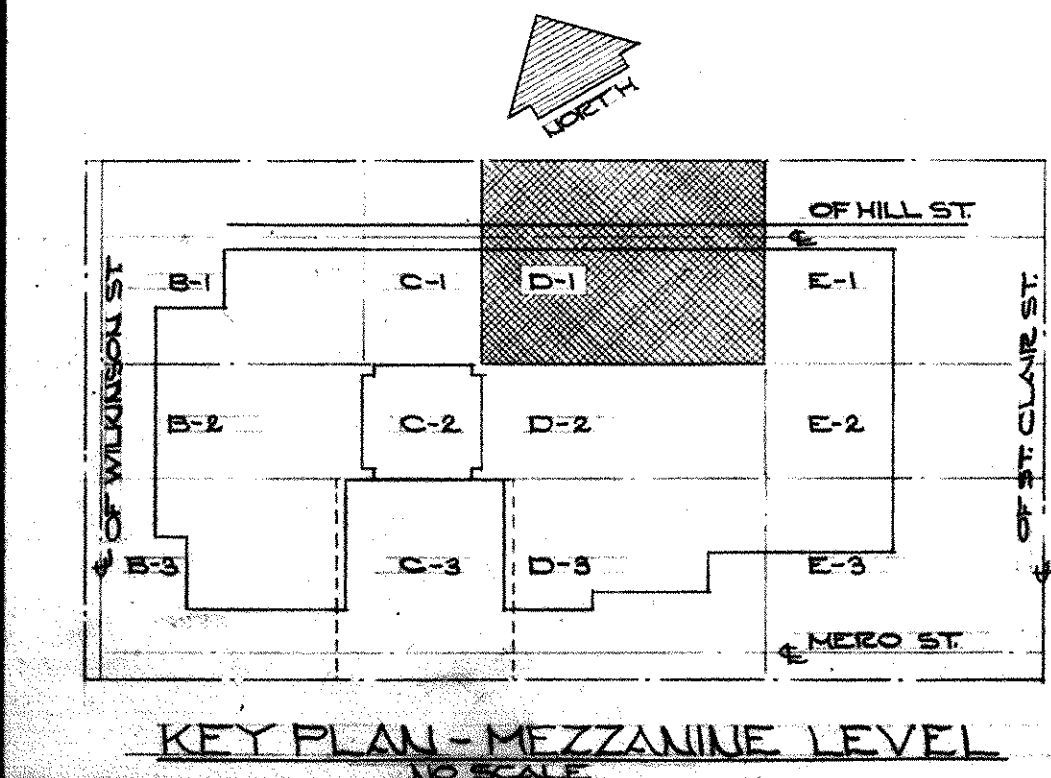 NORTH
OF HILL ST.
℄
B-1
C-1
D-1
E-1
℄ OF WILKINSON ST
℄ OF ST. CLAIR ST.
B-2
C-2
D-2
E-2
B-3
C-3
D-3
E-3
℄ MERO ST.
KEY PLAN - MEZZANINE LEVEL
NO SCALE